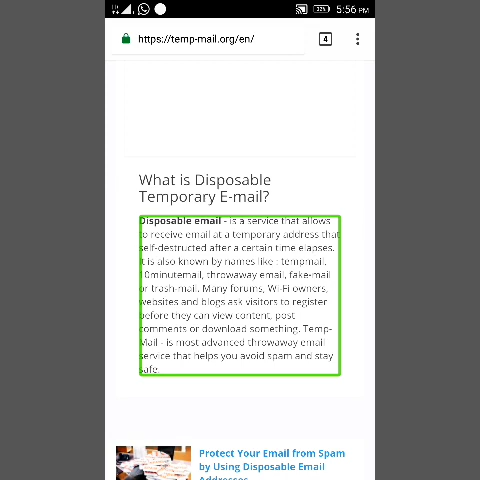 5:56 PM
https://temp-mail.org/en/
4
What is Disposable
Temporary E-mail?
Disposable email - is a service that allows
to receive email at a temporary address that
self-destructed after a certain time elapses.
It is also known by names like : tempmail,
10minutemail, throwaway email, fake-mail
or trash-mail. Many forums, Wi-Fi owners,
websites and blogs ask visitors to register
before they can view content, post
comments or download something. Temp-
Mail - is most advanced throwaway email
service that helps you avoid spam and stay
safe.
Protect Your Email from Spam
by Using Disposable Email
Addresses